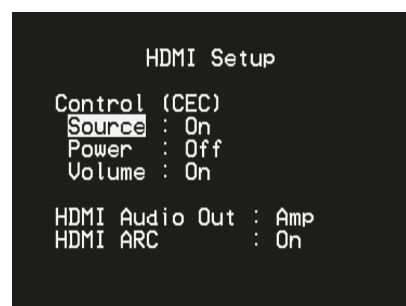 HDMI Setup
Control (CEC)
Source : On
Power : Off
Volume : On
HDMI Audio Out : Amp
HDMI ARC : On